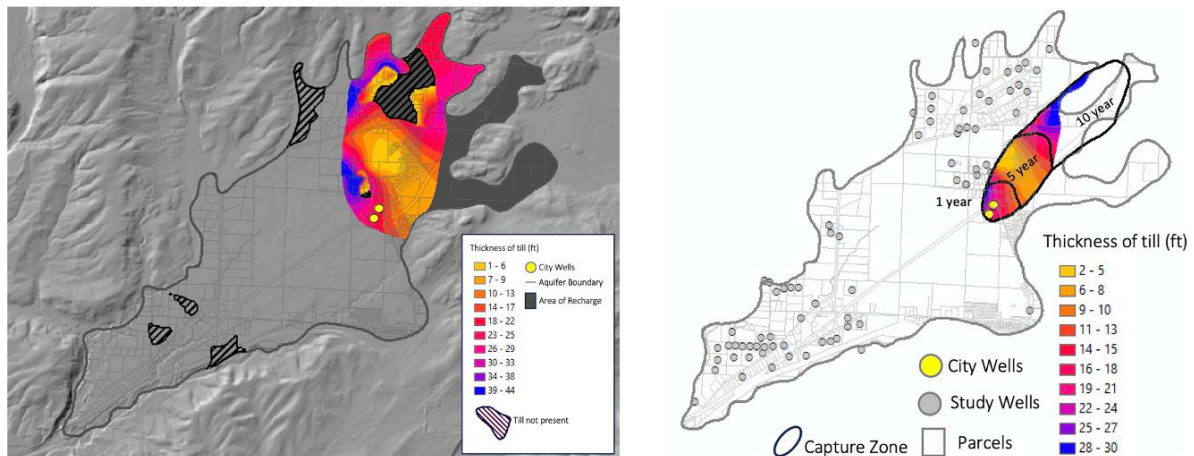 Thickness of till (ft)
1 - 6
7 - 9
10 - 13
14 - 17
18 - 22
23 - 25
26 - 29
30 - 33
34 - 38
39 - 44
City Wells
Aquifer Boundary
Area of Recharge
Till not present
10 year
5 year
1 year
Thickness of till (ft)
2 - 5
6 - 8
9 - 10
11 - 13
14 - 15
16 - 18
19 - 21
22 - 24
25 - 27
28 - 30
City Wells
Study Wells
Capture Zone
Parcels